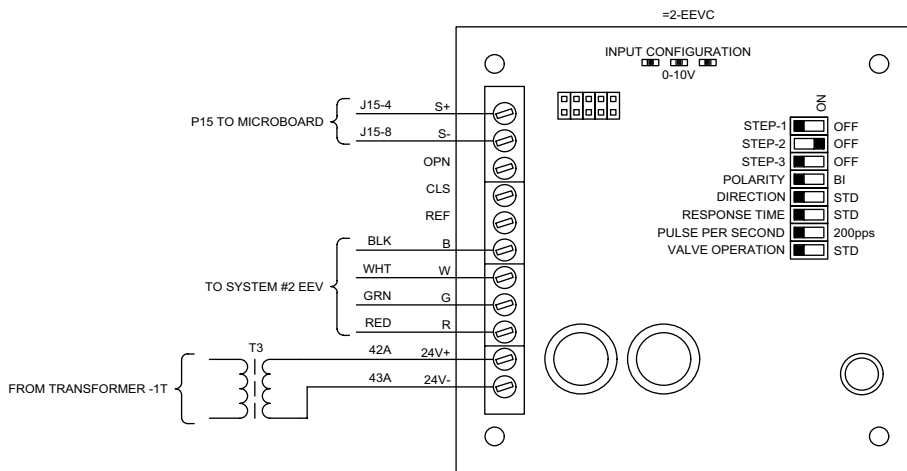 =2-EEVC
INPUT CONFIGURATION
0-10V
P15 TO MICROBOARD
J15-4 S+
J15-8 S-
OPN
CLS
REF
TO SYSTEM #2 EEV
BLK B
WHT W
GRN G
RED R
FROM TRANSFORMER -1T
T3
42A 24V+
43A 24V-
ON
STEP-1 OFF
STEP-2 OFF
STEP-3 OFF
POLARITY BI
DIRECTION STD
RESPONSE TIME STD
PULSE PER SECOND 200pps
VALVE OPERATION STD